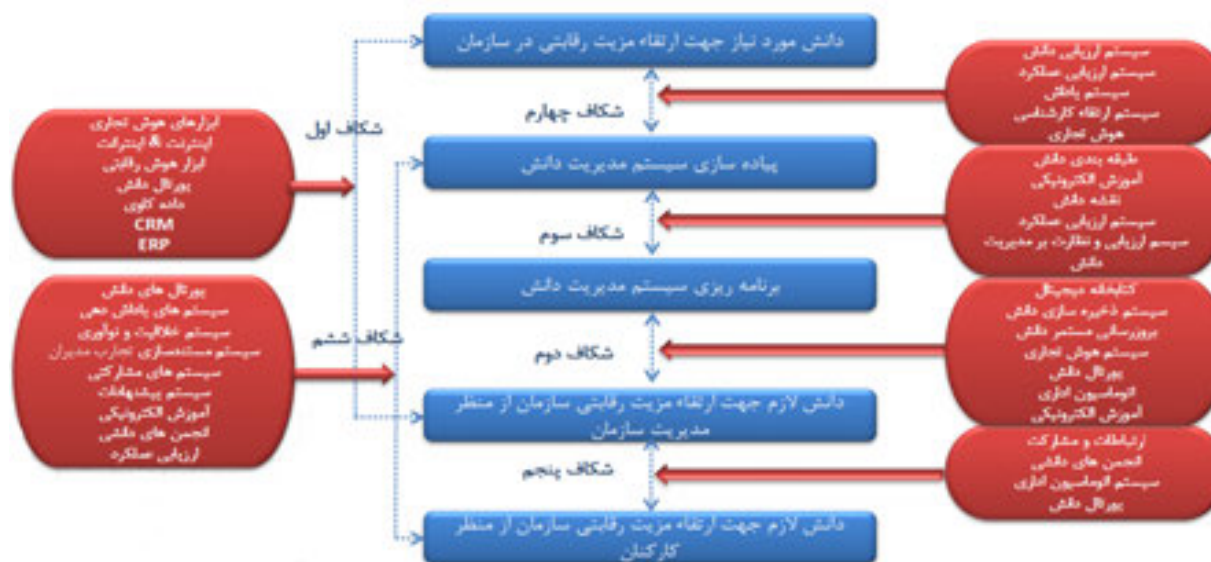 دانش مورد نیاز جهت ارتقاء مزیت رقابتی در سازمان
شکاف چهارم
پیاده سازی سیستم مدیریت دانش
شکاف سوم
برنامه ریزی سیستم مدیریت دانش
شکاف دوم
دانش لازم جهت ارتقاء مزیت رقابتی سازمان از منظر
مدیریت سازمان
شکاف پنجم
دانش لازم جهت ارتقاء مزیت رقابتی سازمان از منظر
کارکنان
سیستم ارزیابی دانش
سیستم ارزیابی عملکرد
سیستم پاداش
سیستم ارتقاء کارشناسی
هوش تجاری
طبقه بندی دانش
آموزش الکترونیکی
نقشه دانش
سیستم ارزیابی عملکرد
سیسم ارزیابی و نظارت بر مدیریت
دانش
کتابخانه دیجیتال
سیستم ذخیره سازی دانش
بروزرسانی مستمر دانش
سیستم هوش تجاری
پورتال دانش
اتوماسیون اداری
آموزش الکترونیکی
ارتباطات و مشارکت
انجمن های دانشی
سیستم اتوماسیون اداری
پورتال دانش
شکاف اول
ابزارهای هوش تجاری
اینترنت & اینترانت
ابزار هوش رقابتی
پورتال دانش
داده کاوی
CRM
ERP
شکاف ششم
پورتال های دانش
سیستم های پاداش دهی
سیستم خلاقیت و نوآوری
سیستم مستندسازی تجارب مدیران
سیستم های مشارکتی
سیستم پیشنهادات
آموزش الکترونیکی
انجمن های دانشی
ارزیابی عملکرد